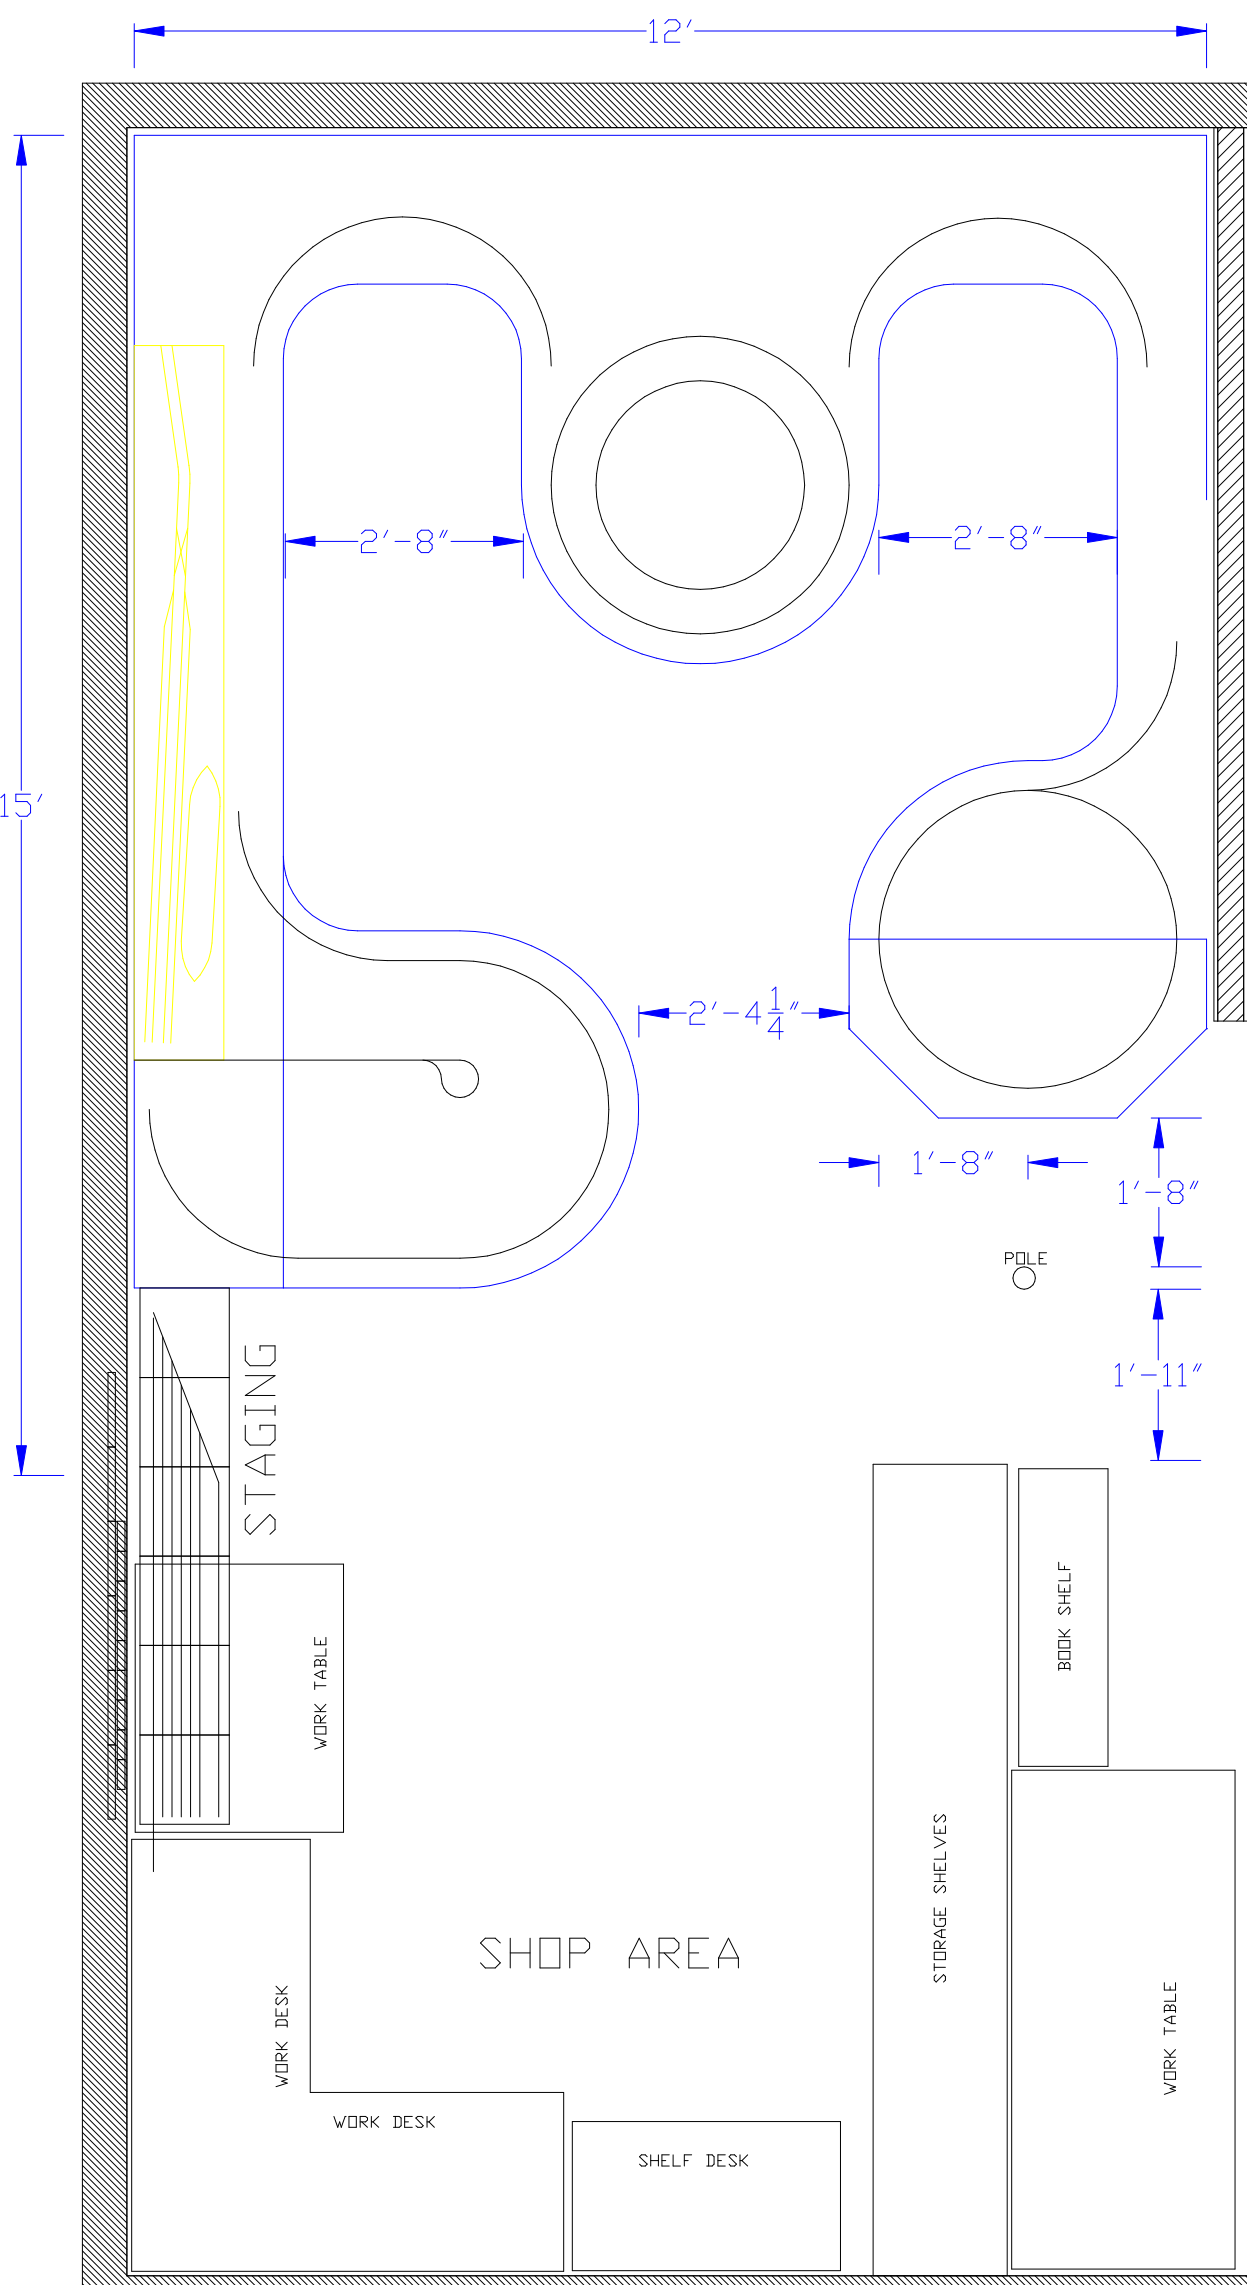 12'
2'-8"
2'-8"
15'
2'-4 1/4"
1'-8"
1'-8"
POLE
1'-11"
STAGING
BOOK SHELF
WORK TABLE
STORAGE SHELVES
SHOP AREA
WORK DESK
WORK TABLE
WORK DESK
SHELF DESK